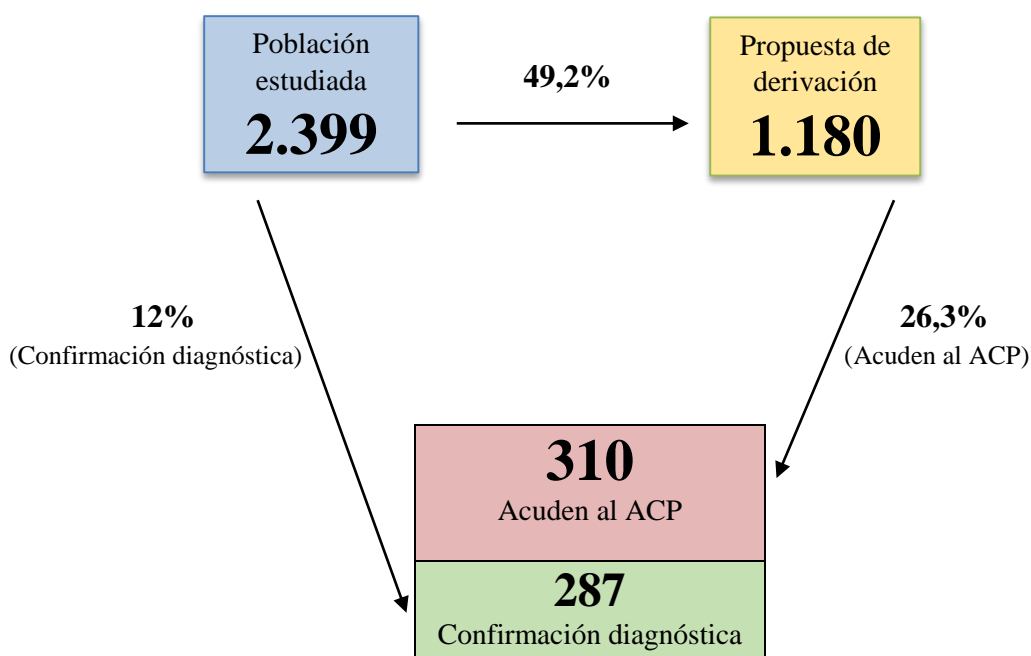 Población
estudiada
2.399
49,2%
Propuesta de
derivación
1.180
12%
(Confirmación diagnóstica)
26,3%
(Acuden al ACP)
310
Acuden al ACP
287
Confirmación diagnóstica